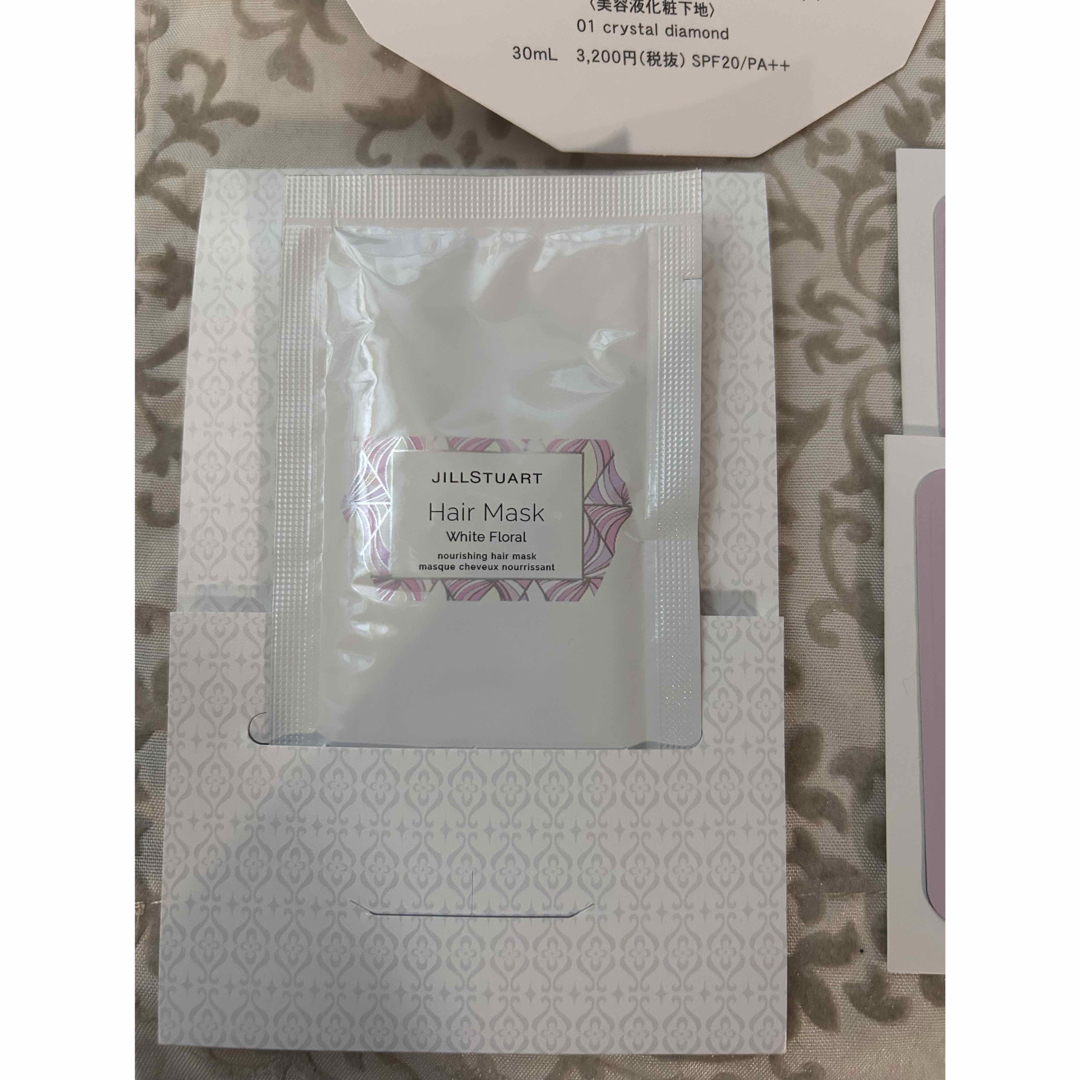 〈美容液化粧下地〉
01 crystal diamond
30mL 3,200円(税抜) SPF20/PA++
JILLSTUART
Hair Mask
White Floral
nourishing hair mask
masque cheveux nourrissant